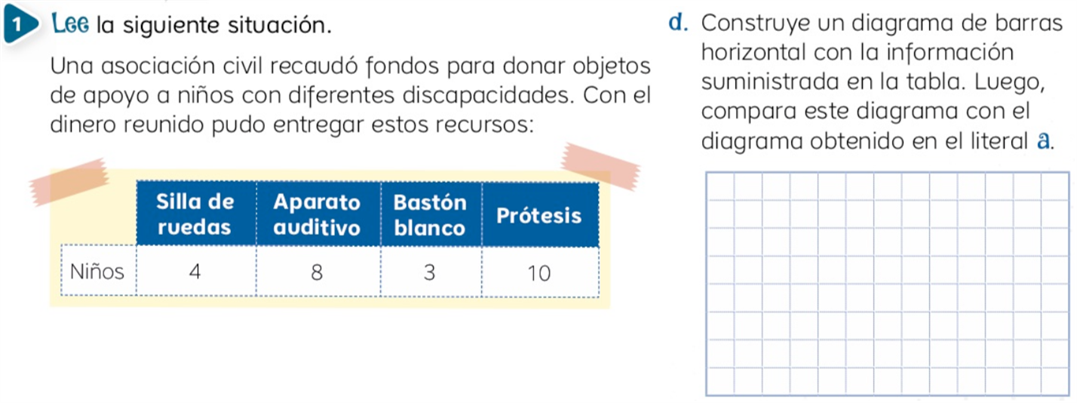 1 Lee la siguiente situación.
Una asociación civil recaudó fondos para donar objetos
de apoyo a niños con diferentes discapacidades. Con el
dinero reunido pudo entregar estos recursos:
Silla de ruedas Aparato auditivo Bastón blanco Prótesis
Niños 4 8 3 10
d. Construye un diagrama de barras
horizontal con la información
suministrada en la tabla. Luego,
compara este diagrama con el
diagrama obtenido en el literal a.